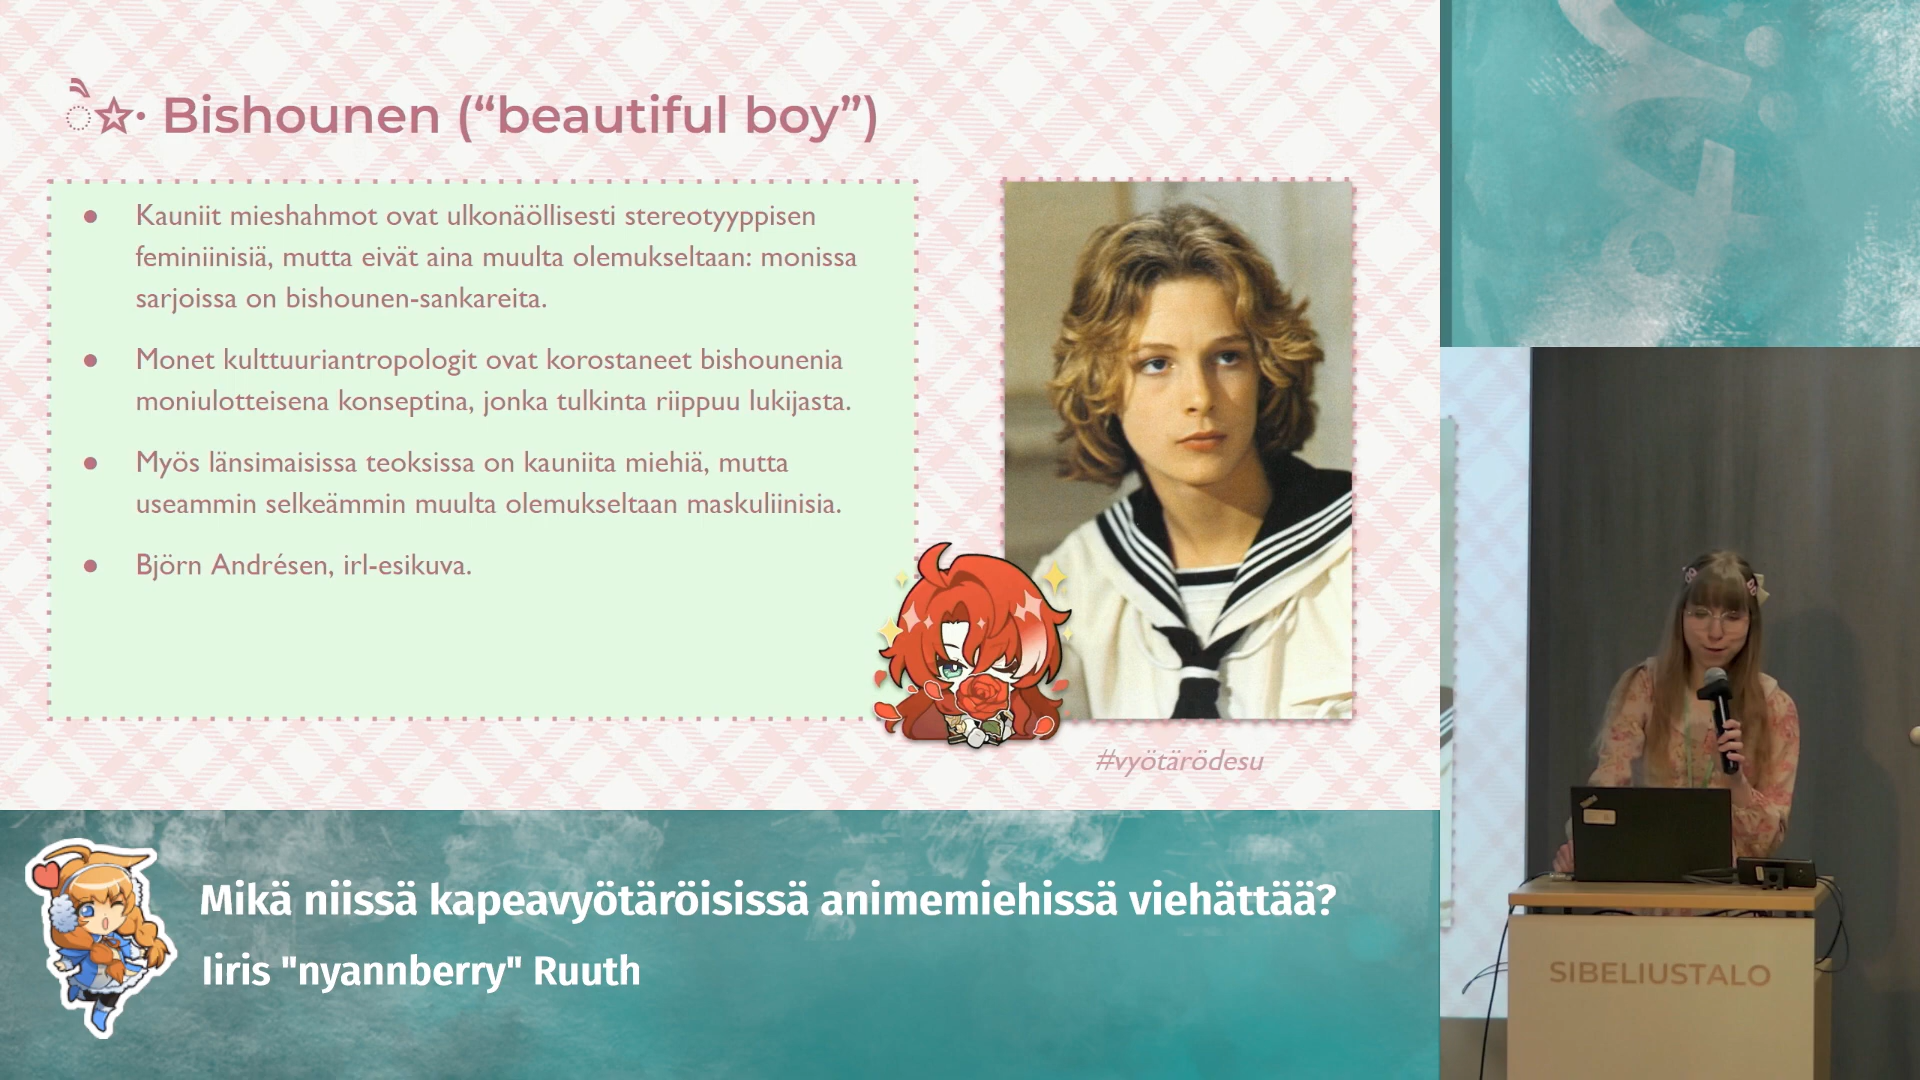 Bishounen (“beautiful boy”)
● Kauniit mieshahmot ovat ulkonäöllisesti stereotyyppisen
feminiinisiä, mutta eivät aina muulta olemukseltaan: monissa
sarjoissa on bishounen-sankareita.
● Monet kulttuuriantropologit ovat korostaneet bishounenia
moniulotteisena konseptina, jonka tulkinta riippuu lukijasta.
● Myös länsimaisissa teoksissa on kauniita miehiä, mutta
useammin selkeämmin muulta olemukseltaan maskuliinisia.
● Björn Andrésen, irl-esikuva.
#vyötärödesu
Mikä niissä kapeavyötäröisissä animemiehissä viehättää?
Iiris "nyannberry" Ruuth
SIBELIUSTALO